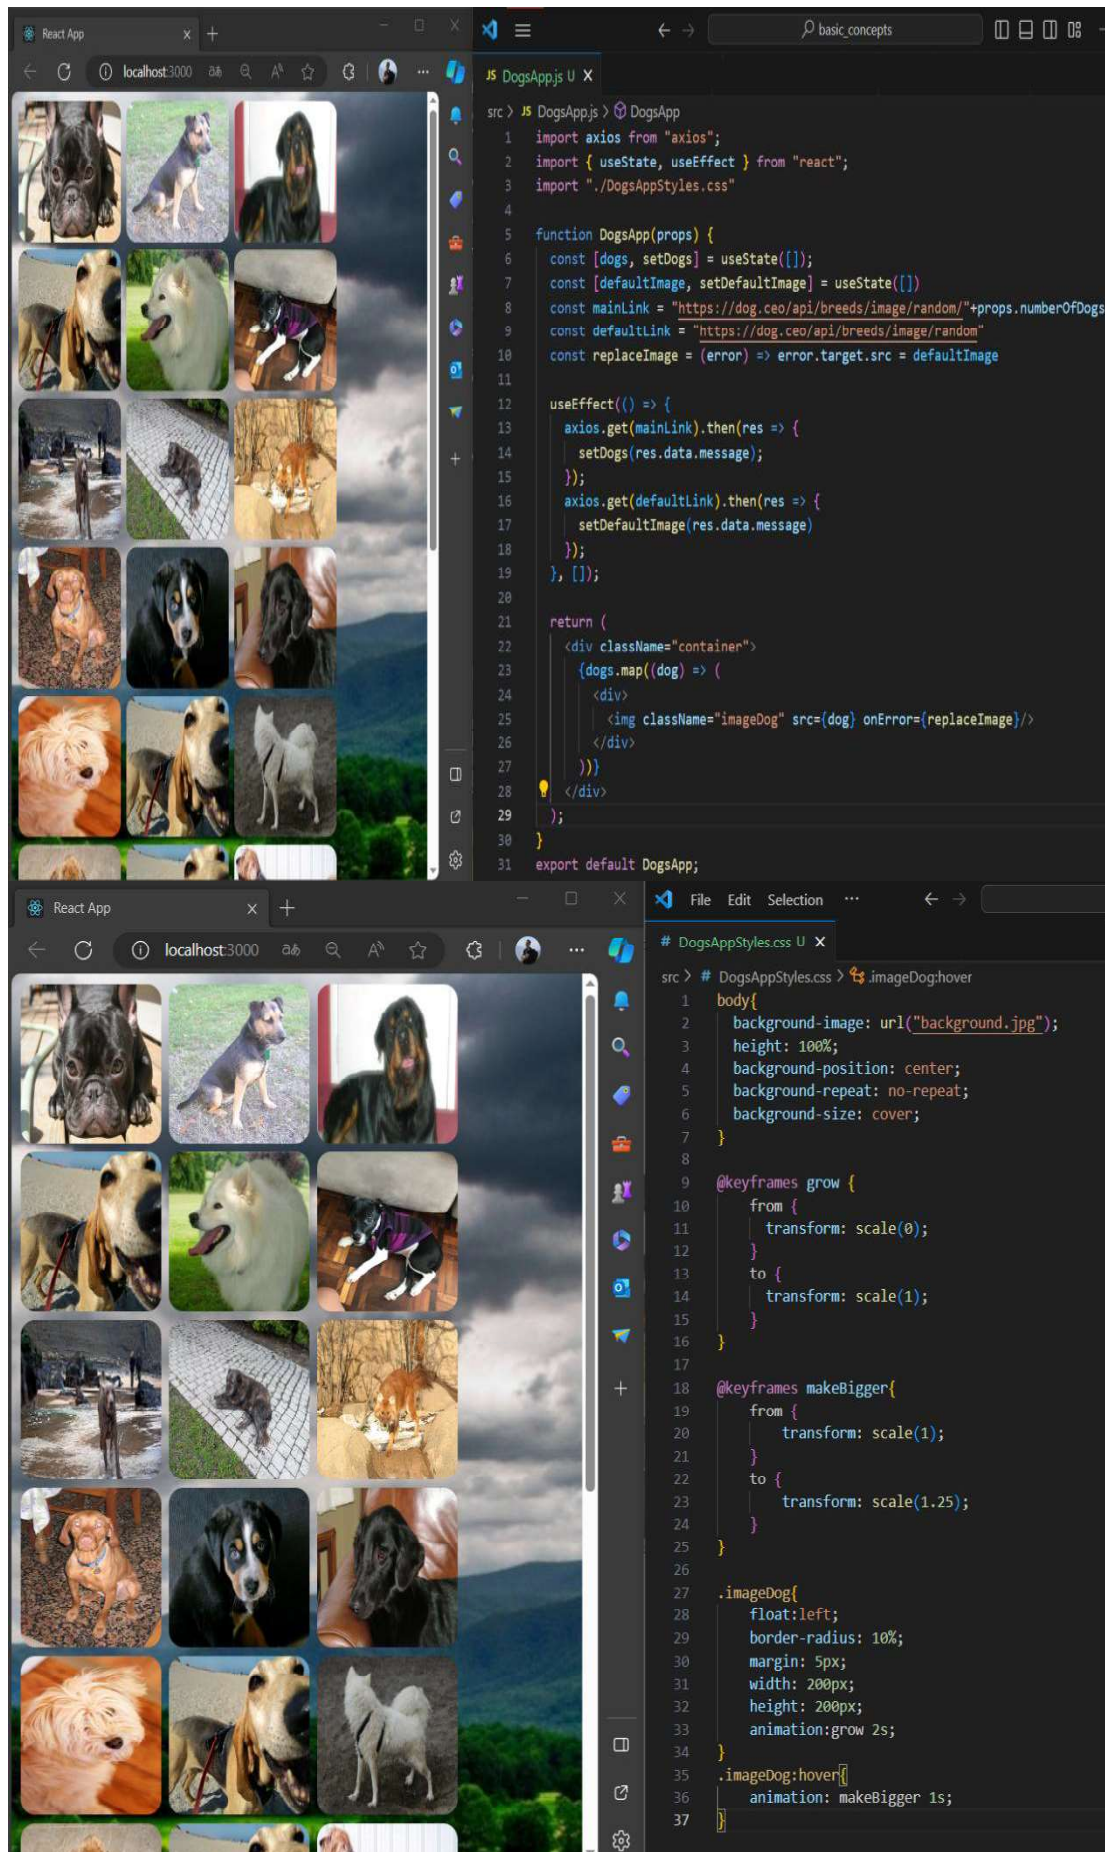 React App
localhost:3000
basic_concepts
JS DogsApp.js U X
src > JS DogsApp.js > DogsApp
1 import axios from "axios";
2 import { useState, useEffect } from "react";
3 import "./DogsAppStyles.css"
4
5 function DogsApp(props) {
6 const [dogs, setDogs] = useState([]);
7 const [defaultImage, setDefaultImage] = useState([])
8 const mainLink = "https://dog.ceo/api/breeds/image/random/"+props.numberOfDogs
9 const defaultLink = "https://dog.ceo/api/breeds/image/random"
10 const replaceImage = (error) => error.target.src = defaultImage
11
12 useEffect(() => {
13 axios.get(mainLink).then(res => {
14 setDogs(res.data.message);
15 });
16 axios.get(defaultLink).then(res => {
17 setDefaultImage(res.data.message)
18 });
19 }, []);
20
21 return (
22 <div className="container">
23 {dogs.map((dog) => (
24 <div>
25 <img className="imageDog" src={dog} onError={replaceImage}/>
26 </div>
27 ))}
28 </div>
29 );
30 }
31 export default DogsApp;
React App
localhost:3000
File Edit Selection ...
# DogsAppStyles.css U X
src > # DogsAppStyles.css > .imageDog:hover
1 body{
2 background-image: url("background.jpg");
3 height: 100%;
4 background-position: center;
5 background-repeat: no-repeat;
6 background-size: cover;
7 }
8
9 @keyframes grow {
10 from {
11 transform: scale(0);
12 }
13 to {
14 transform: scale(1);
15 }
16 }
17
18 @keyframes makeBigger{
19 from {
20 transform: scale(1);
21 }
22 to {
23 transform: scale(1.25);
24 }
25 }
26
27 .imageDog{
28 float:left;
29 border-radius: 10%;
30 margin: 5px;
31 width: 200px;
32 height: 200px;
33 animation:grow 2s;
34 }
35 .imageDog:hover{
36 animation: makeBigger 1s;
37 }